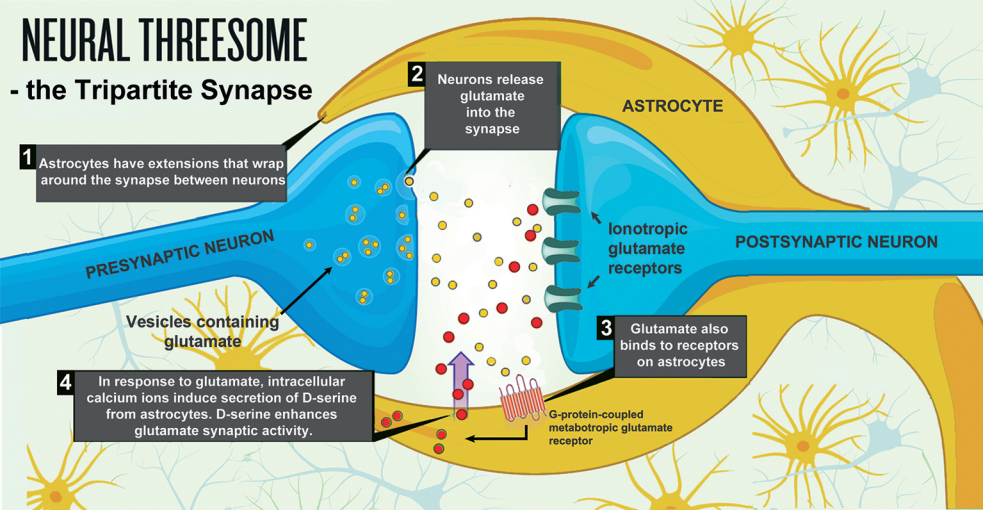 NEURAL THREESOME
- the Tripartite Synapse
1
Astrocytes have extensions that wrap
around the synapse between neurons
2
Neurons release
glutamate
into the
synapse
ASTROCYTE
PRESYNAPTIC NEURON
Vesicles containing
glutamate
Ionotropic
glutamate
receptors
POSTSYNAPTIC NEURON
3
Glutamate also
binds to receptors
on astrocytes
4
In response to glutamate, intracellular
calcium ions induce secretion of D-serine
from astrocytes. D-serine enhances
glutamate synaptic activity.
G-protein-coupled
metabotropic glutamate
receptor